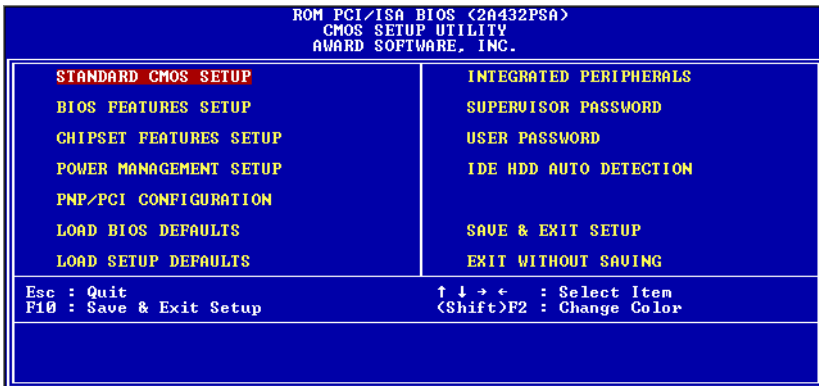 ROM PCI/ISA BIOS (2A432PSA)
CMOS SETUP UTILITY
AWARD SOFTWARE, INC.
STANDARD CMOS SETUP
BIOS FEATURES SETUP
CHIPSET FEATURES SETUP
POWER MANAGEMENT SETUP
PNP/PCI CONFIGURATION
LOAD BIOS DEFAULTS
LOAD SETUP DEFAULTS
INTEGRATED PERIPHERALS
SUPERVISOR PASSWORD
USER PASSWORD
IDE HDD AUTO DETECTION
SAVE & EXIT SETUP
EXIT WITHOUT SAVING
Esc : Quit
F10 : Save & Exit Setup
↑ ↓ → ← : Select Item
(Shift)F2 : Change Color